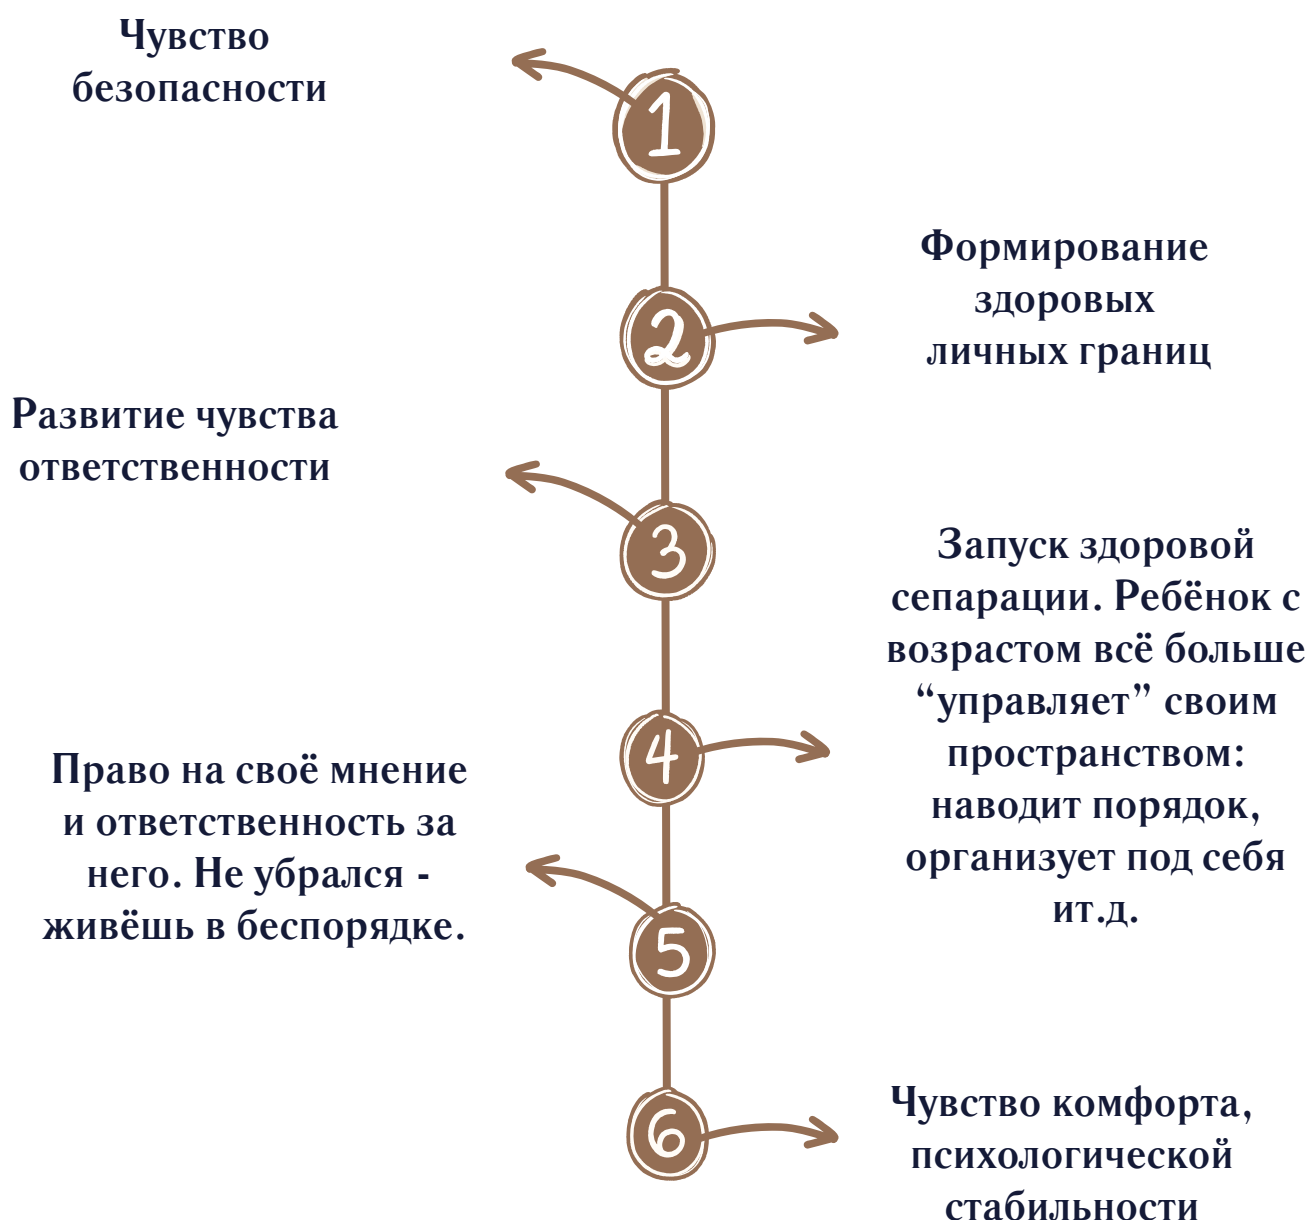 Чувство
безопасности
1
Формирование
здоровых
личных границ
2
Развитие чувства
ответственности
3
Запуск здоровой
сепарации. Ребёнок с
возрастом всё больше
“управляет” своим
пространством:
наводит порядок,
организует под себя
ит.д.
4
Право на своё мнение
и ответственность за
него. Не убрался -
живёшь в беспорядке.
5
Чувство комфорта,
психологической
стабильности
6